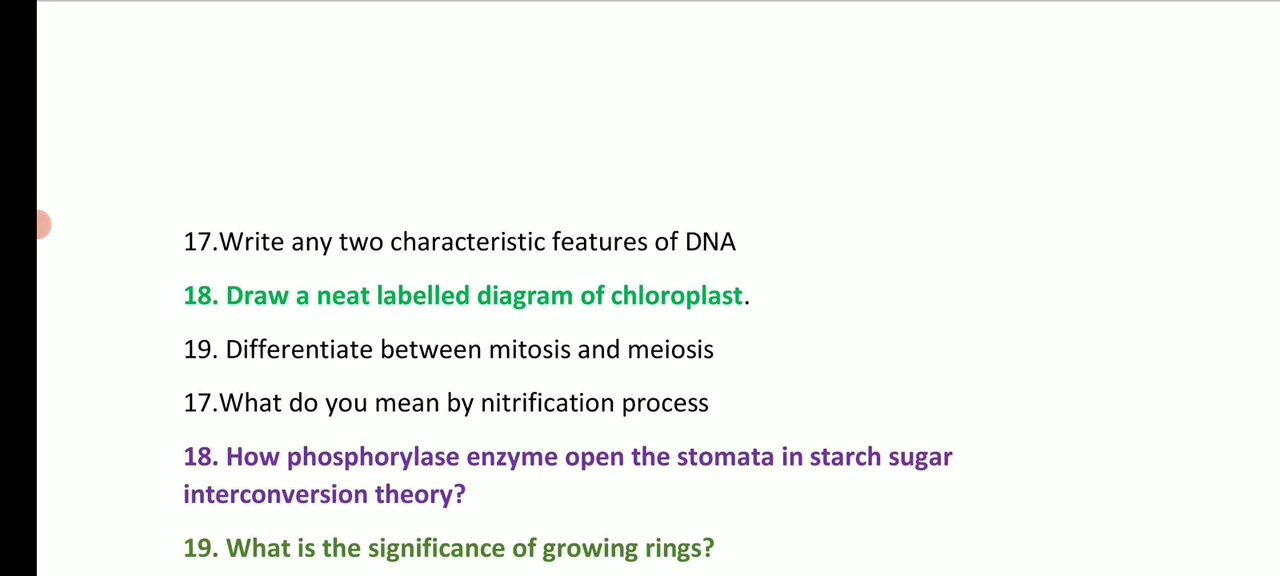 17.Write any two characteristic features of DNA
18. Draw a neat labelled diagram of chloroplast.
19. Differentiate between mitosis and meiosis
17.What do you mean by nitrification process
18. How phosphorylase enzyme open the stomata in starch sugar
interconversion theory?
19. What is the significance of growing rings?